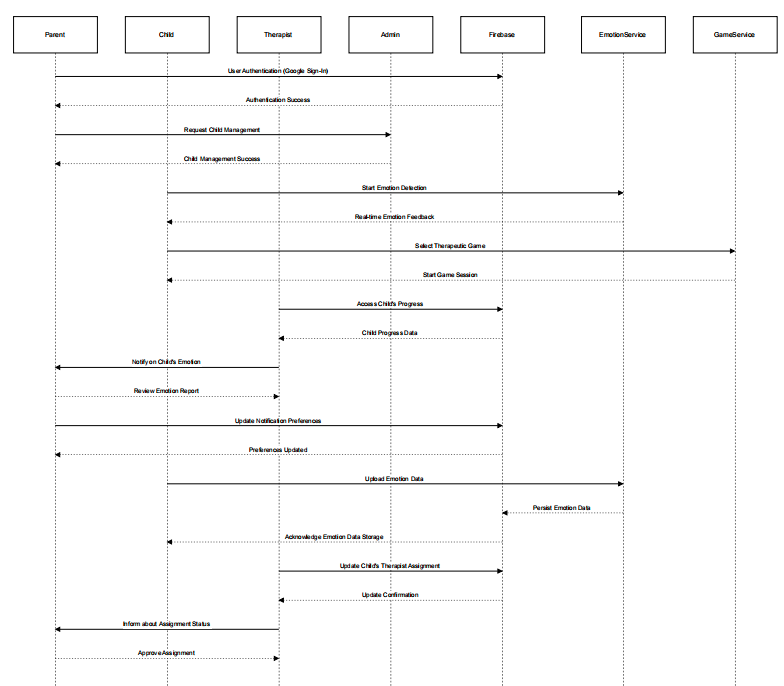 Parent Child Therapist Admin Firebase EmotionService GameService
User Authentication (Google Sign-In)
Authentication Success
Request Child Management
Child Management Success
Start Emotion Detection
Real-time Emotion Feedback
Select Therapeutic Game
Start Game Session
Access Child's Progress
Child Progress Data
Notify on Child's Emotion
Review Emotion Report
Update Notification Preferences
Preferences Updated
Upload Emotion Data
Persist Emotion Data
Acknowledge Emotion Data Storage
Update Child's Therapist Assignment
Update Confirmation
Inform about Assignment Status
Approve Assignment